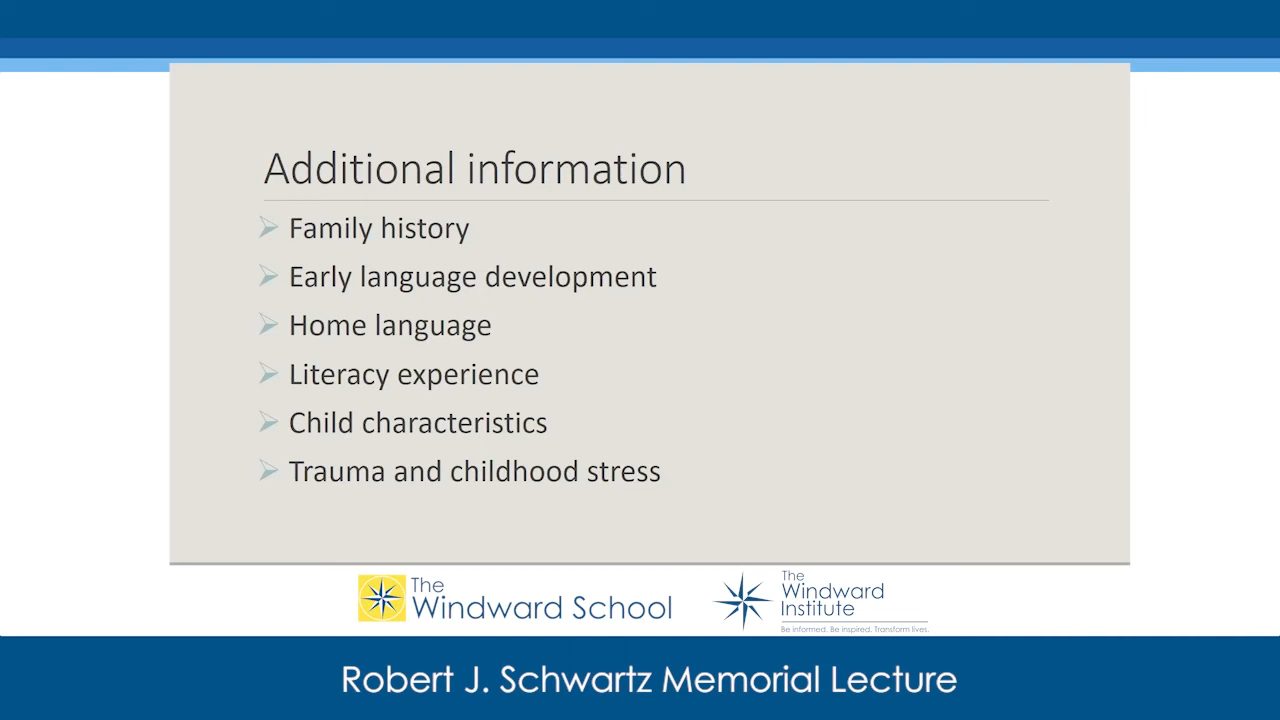 Additional information
Family history
Early language development
Home language
Literacy experience
Child characteristics
Trauma and childhood stress
The
Windward School
The
Windward
Institute
Be informed. Be inspired. Transform lives.
Robert J. Schwartz Memorial Lecture